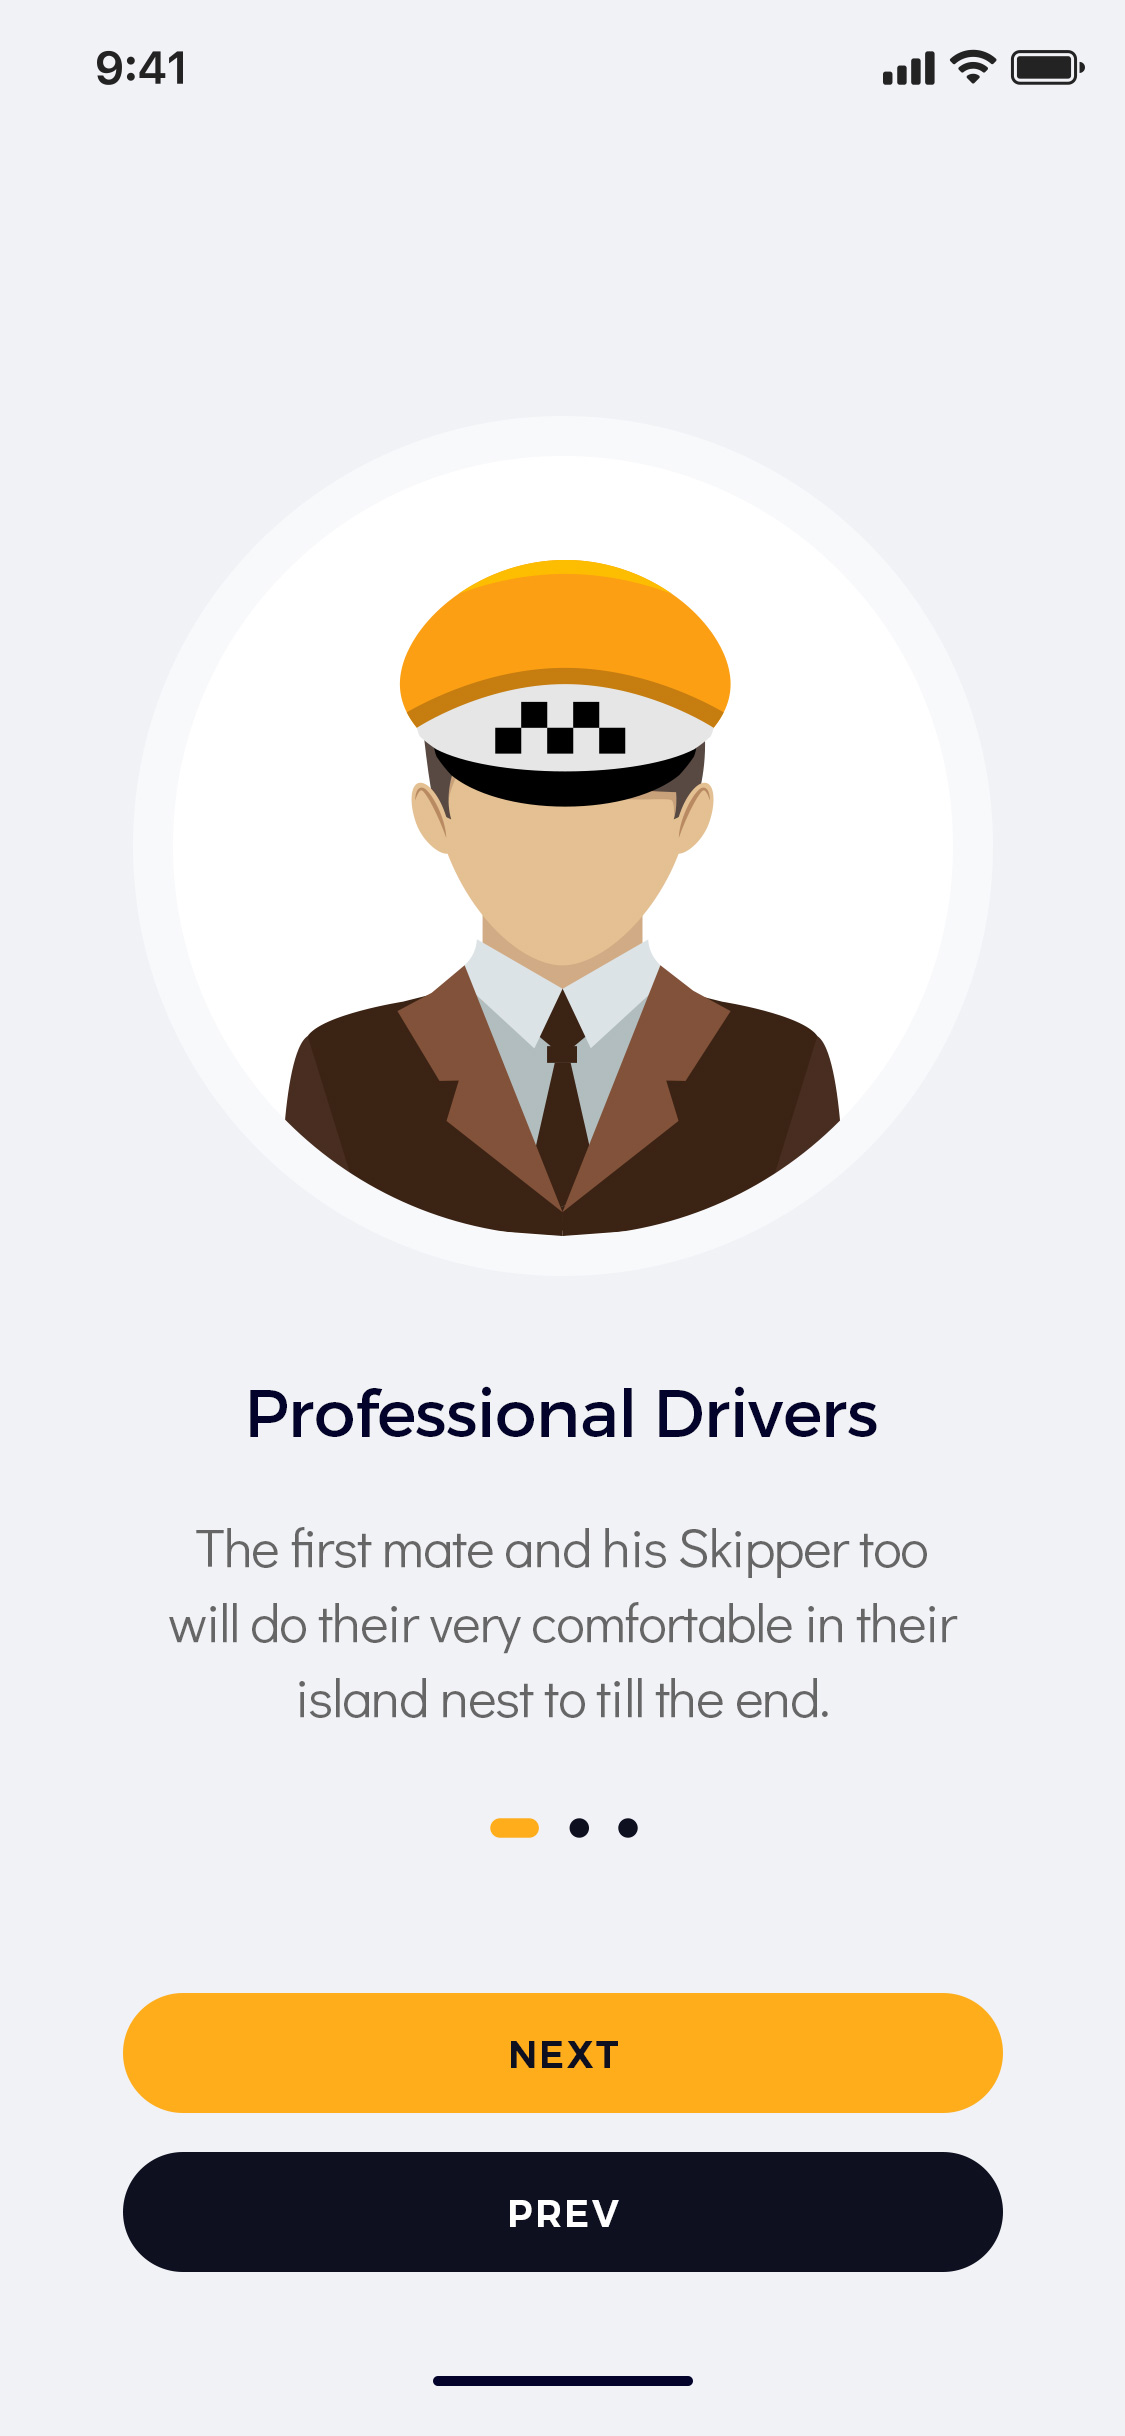 9:41
Professional Drivers
The first mate and his Skipper too
will do their very comfortable in their
island nest to till the end.
NEXT
PREV